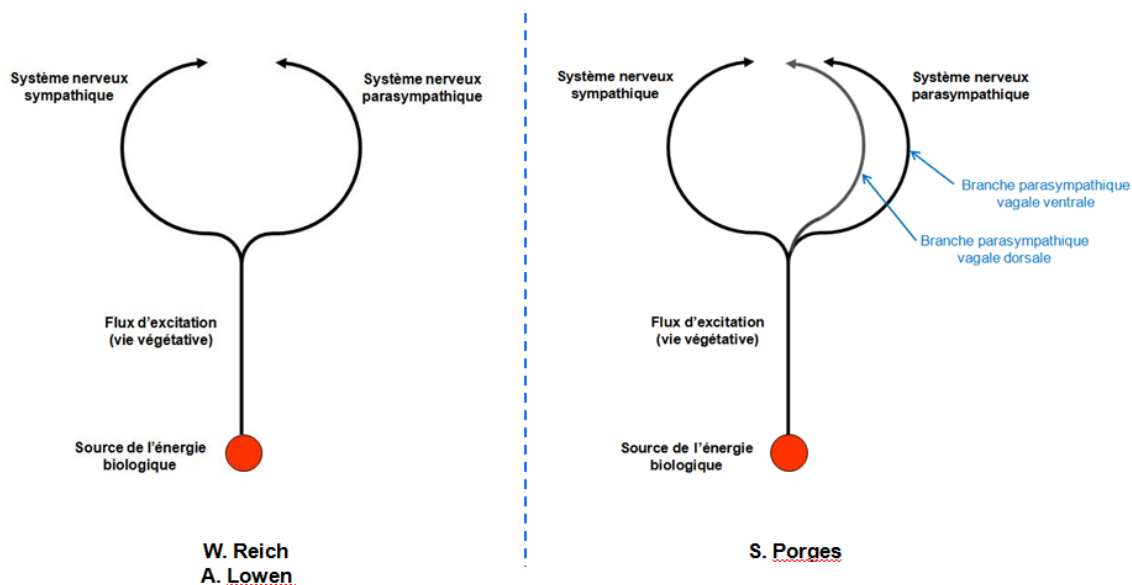 Système nerveux
sympathique
Système nerveux
parasympathique
Flux d'excitation
(vie végétative)
Source de l'énergie
biologique
W. Reich
A. Lowen
Système nerveux
sympathique
Système nerveux
parasympathique
Branche parasympathique
vagale ventrale
Branche parasympathique
vagale dorsale
Flux d'excitation
(vie végétative)
Source de l'énergie
biologique
S. Porges